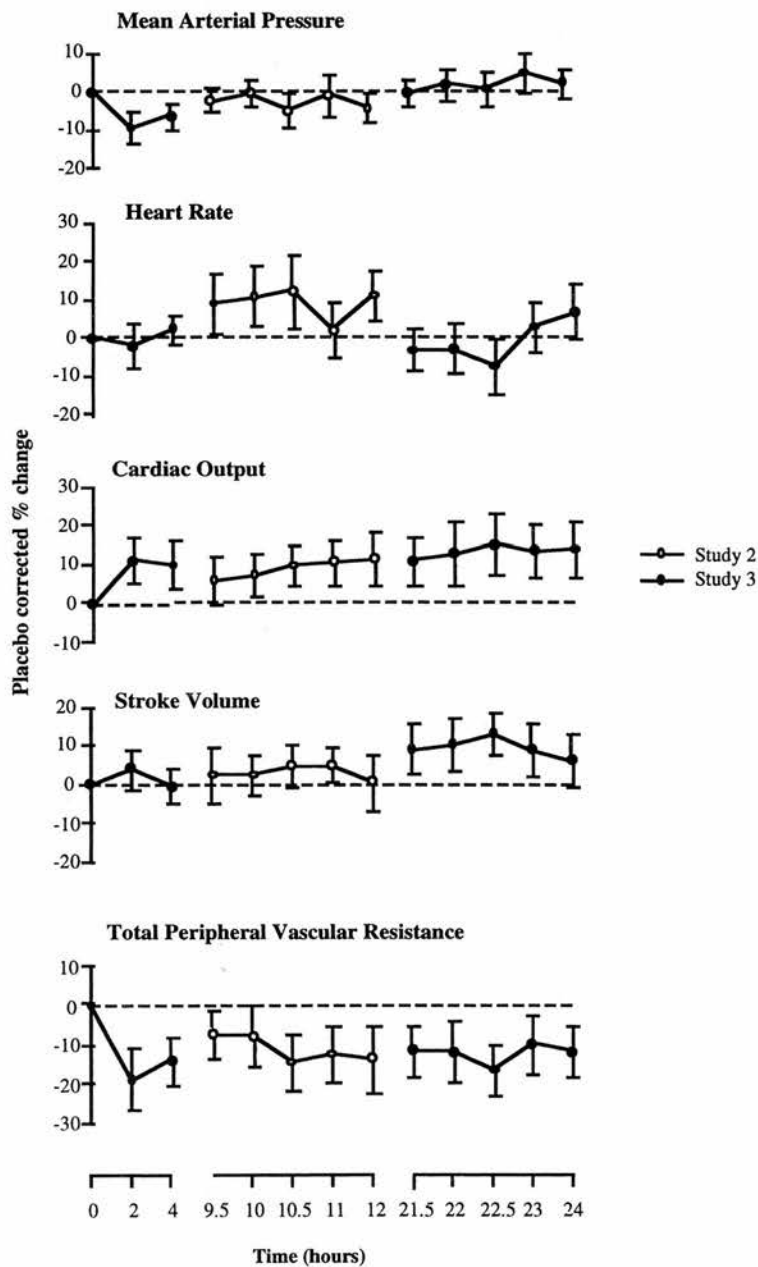 Mean Arterial Pressure
10
0
-10
-20
Heart Rate
30
20
10
0
-10
-20
Cardiac Output
30
20
10
0
-10
Stroke Volume
20
10
0
-10
-20
Total Peripheral Vascular Resistance
10
0
-10
-20
-30
Placebo corrected % change
Study 2
Study 3
0 2 4 9.5 10 10.5 11 12 21.5 22 22.5 23 24
Time (hours)